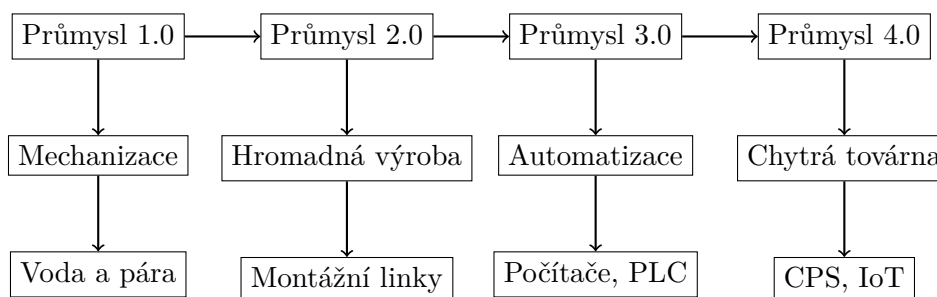 Průmysl 1.0
Průmysl 2.0
Průmysl 3.0
Průmysl 4.0
Mechanizace
Hromadná výroba
Automatizace
Chytrá továrna
Voda a pára
Montážní linky
Počítače, PLC
CPS, IoT